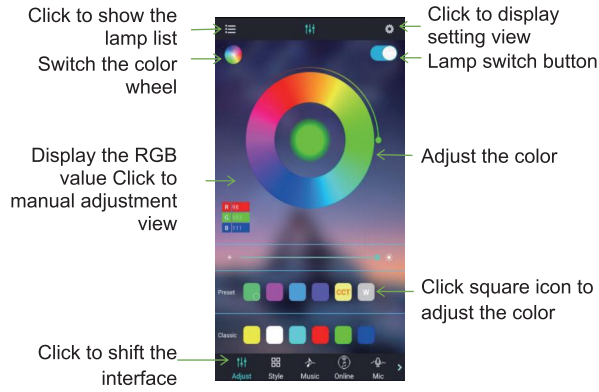 Click to show the
lamp list
Switch the color
wheel
Click to display
setting view
Lamp switch button
Display the RGB
value Click to
manual adjustment
view
Adjust the color
R 98
G
B 111
Preset
CCT
W
Click square icon to
adjust the color
Classic
Click to shift the
interface
Adjust
Style
Music
Online
Mic